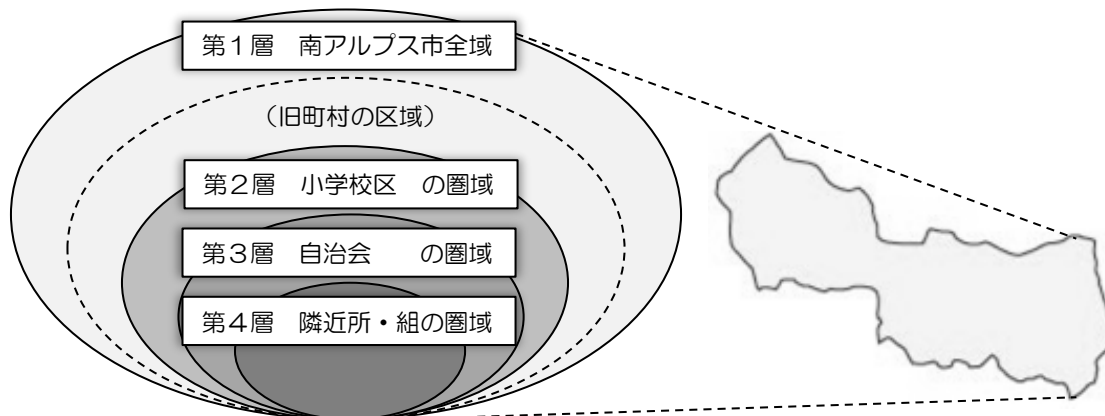 第１層　南アルプス市全域
（旧町村の区域）
第２層　小学校区　の圏域
第３層　自治会　　の圏域
第４層　隣近所・組の圏域